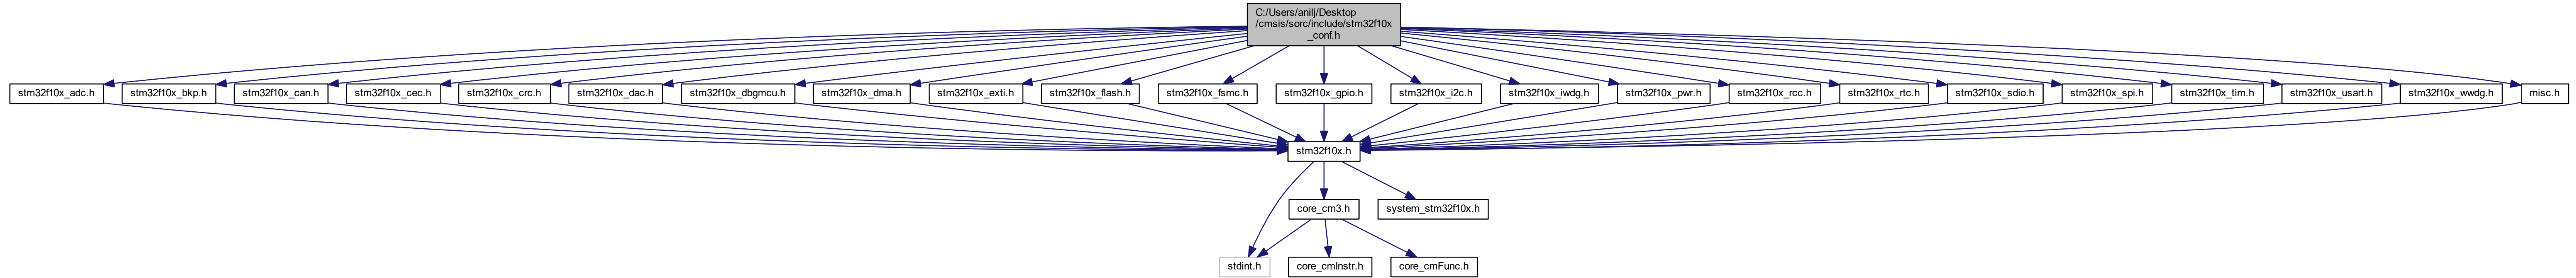 C:/Users/anilj/Desktop
/cmsis/sorc/include/stm32f10x
_conf.h
stm32f10x_adc.h
stm32f10x_bkp.h
stm32f10x_can.h
stm32f10x_cec.h
stm32f10x_crc.h
stm32f10x_dac.h
stm32f10x_dbgmcu.h
stm32f10x_dma.h
stm32f10x_exti.h
stm32f10x_flash.h
stm32f10x_fsmc.h
stm32f10x_gpio.h
stm32f10x_i2c.h
stm32f10x_iwdg.h
stm32f10x_pwr.h
stm32f10x_rcc.h
stm32f10x_rtc.h
stm32f10x_sdio.h
stm32f10x_spi.h
stm32f10x_tim.h
stm32f10x_usart.h
stm32f10x_wwdg.h
misc.h
stm32f10x.h
core_cm3.h
system_stm32f10x.h
stdint.h
core_cmInstr.h
core_cmFunc.h